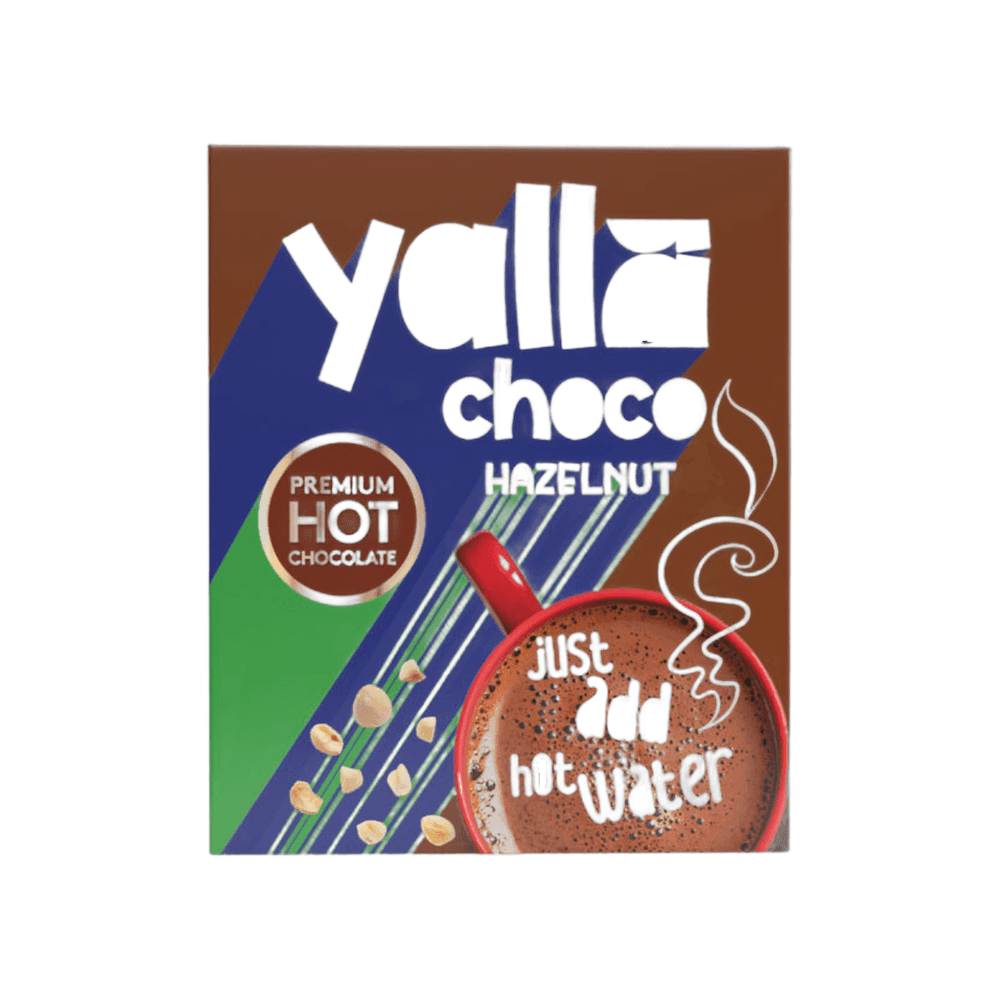 yallā
choco
HAZELNUT
PREMIUM
HOT
CHOCOLATE
just
add
hot water